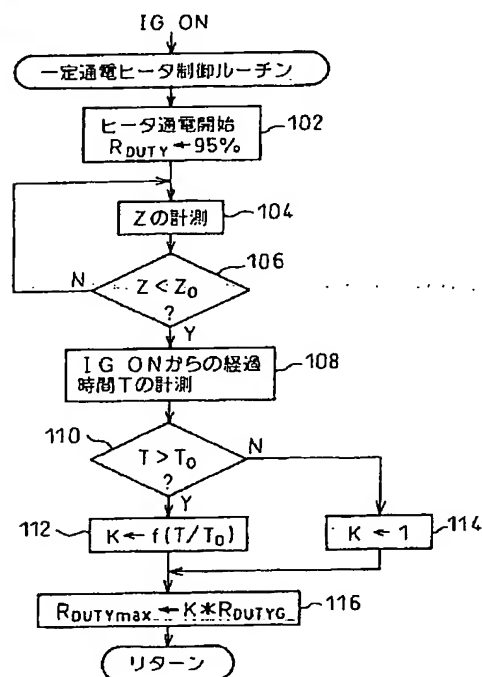 IG ON
一定通電ヒータ制御ルーチン
ヒータ通電開始
RDUTY ← 95%
102
Zの計測
104
106
Z < Z0
?
N
Y
IG ONからの経過
時間Tの計測
108
110
T > T0
?
N
Y
112
K ← f(T/T0)
K ← 1
114
RDUTYmax ← K*RDUTYG
116
リターン